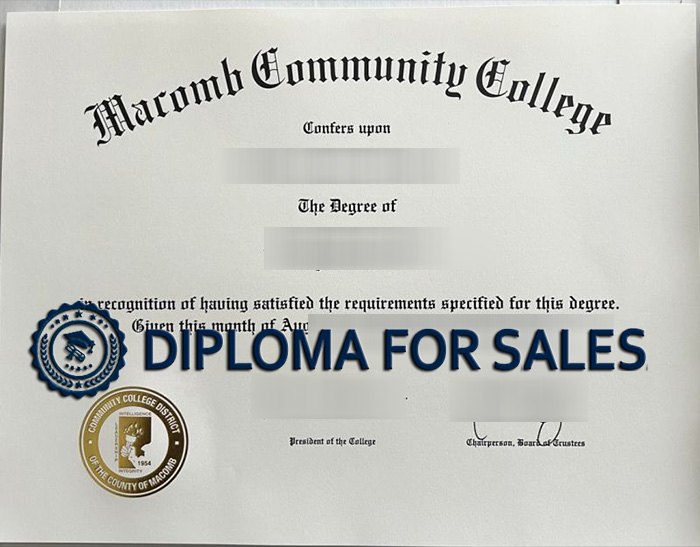 Macomb Community College
Confers upon
The Degree of
in recognition of having satisfied the requirements specified for this degree.
Given this month of Aug
DIPLOMA FOR SALES
COMMUNITY COLLEGE DISTRICT
INTELLIGENCE
1954
INTEGRITY
OF THE COUNTY OF MACOMB
President of the College
Chairperson, Board of Trustees